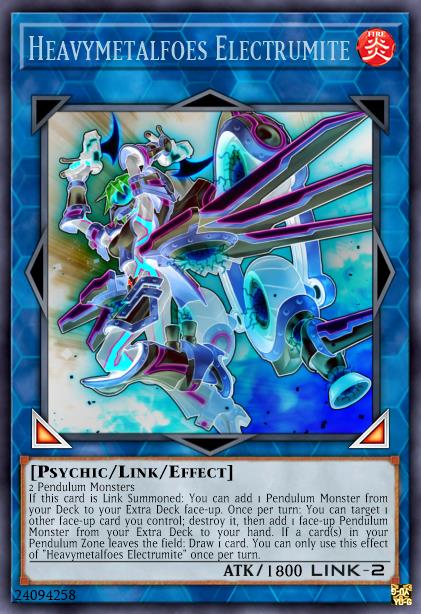 HEAVYMETALFOES ELECTRUMITE
FIRE
炎
[PSYCHIC/LINK/EFFECT]
2 Pendulum Monsters
If this card is Link Summoned: You can add 1 Pendulum Monster from
your Deck to your Extra Deck face-up. Once per turn: You can target 1
other face-up card you control; destroy it, then add 1 face-up Pendulum
Monster from your Extra Deck to your hand. If a card(s) in your
Pendulum Zone leaves the field: Draw 1 card. You can only use this effect
of "Heavymetalfoes Electrumite" once per turn.
ATK/1800 LINK-2
24094258